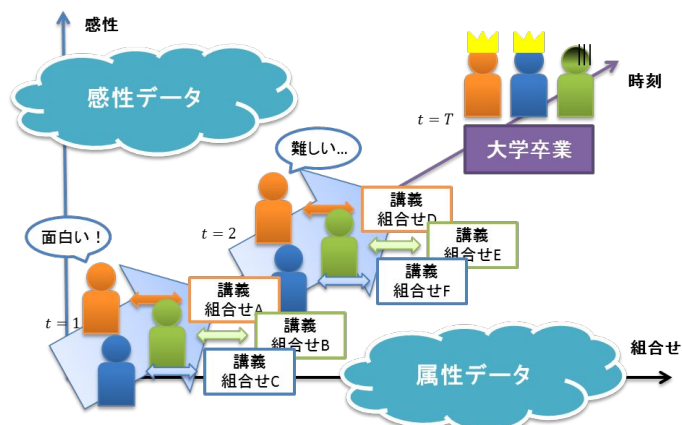 感性
感性データ
時刻
t = T
大学卒業
難しい…
講義
組合せD
t = 2
講義
組合せE
面白い！
講義
組合せF
講義
組合せA
t = 1
講義
組合せB
講義
組合せC
組合せ
属性データ